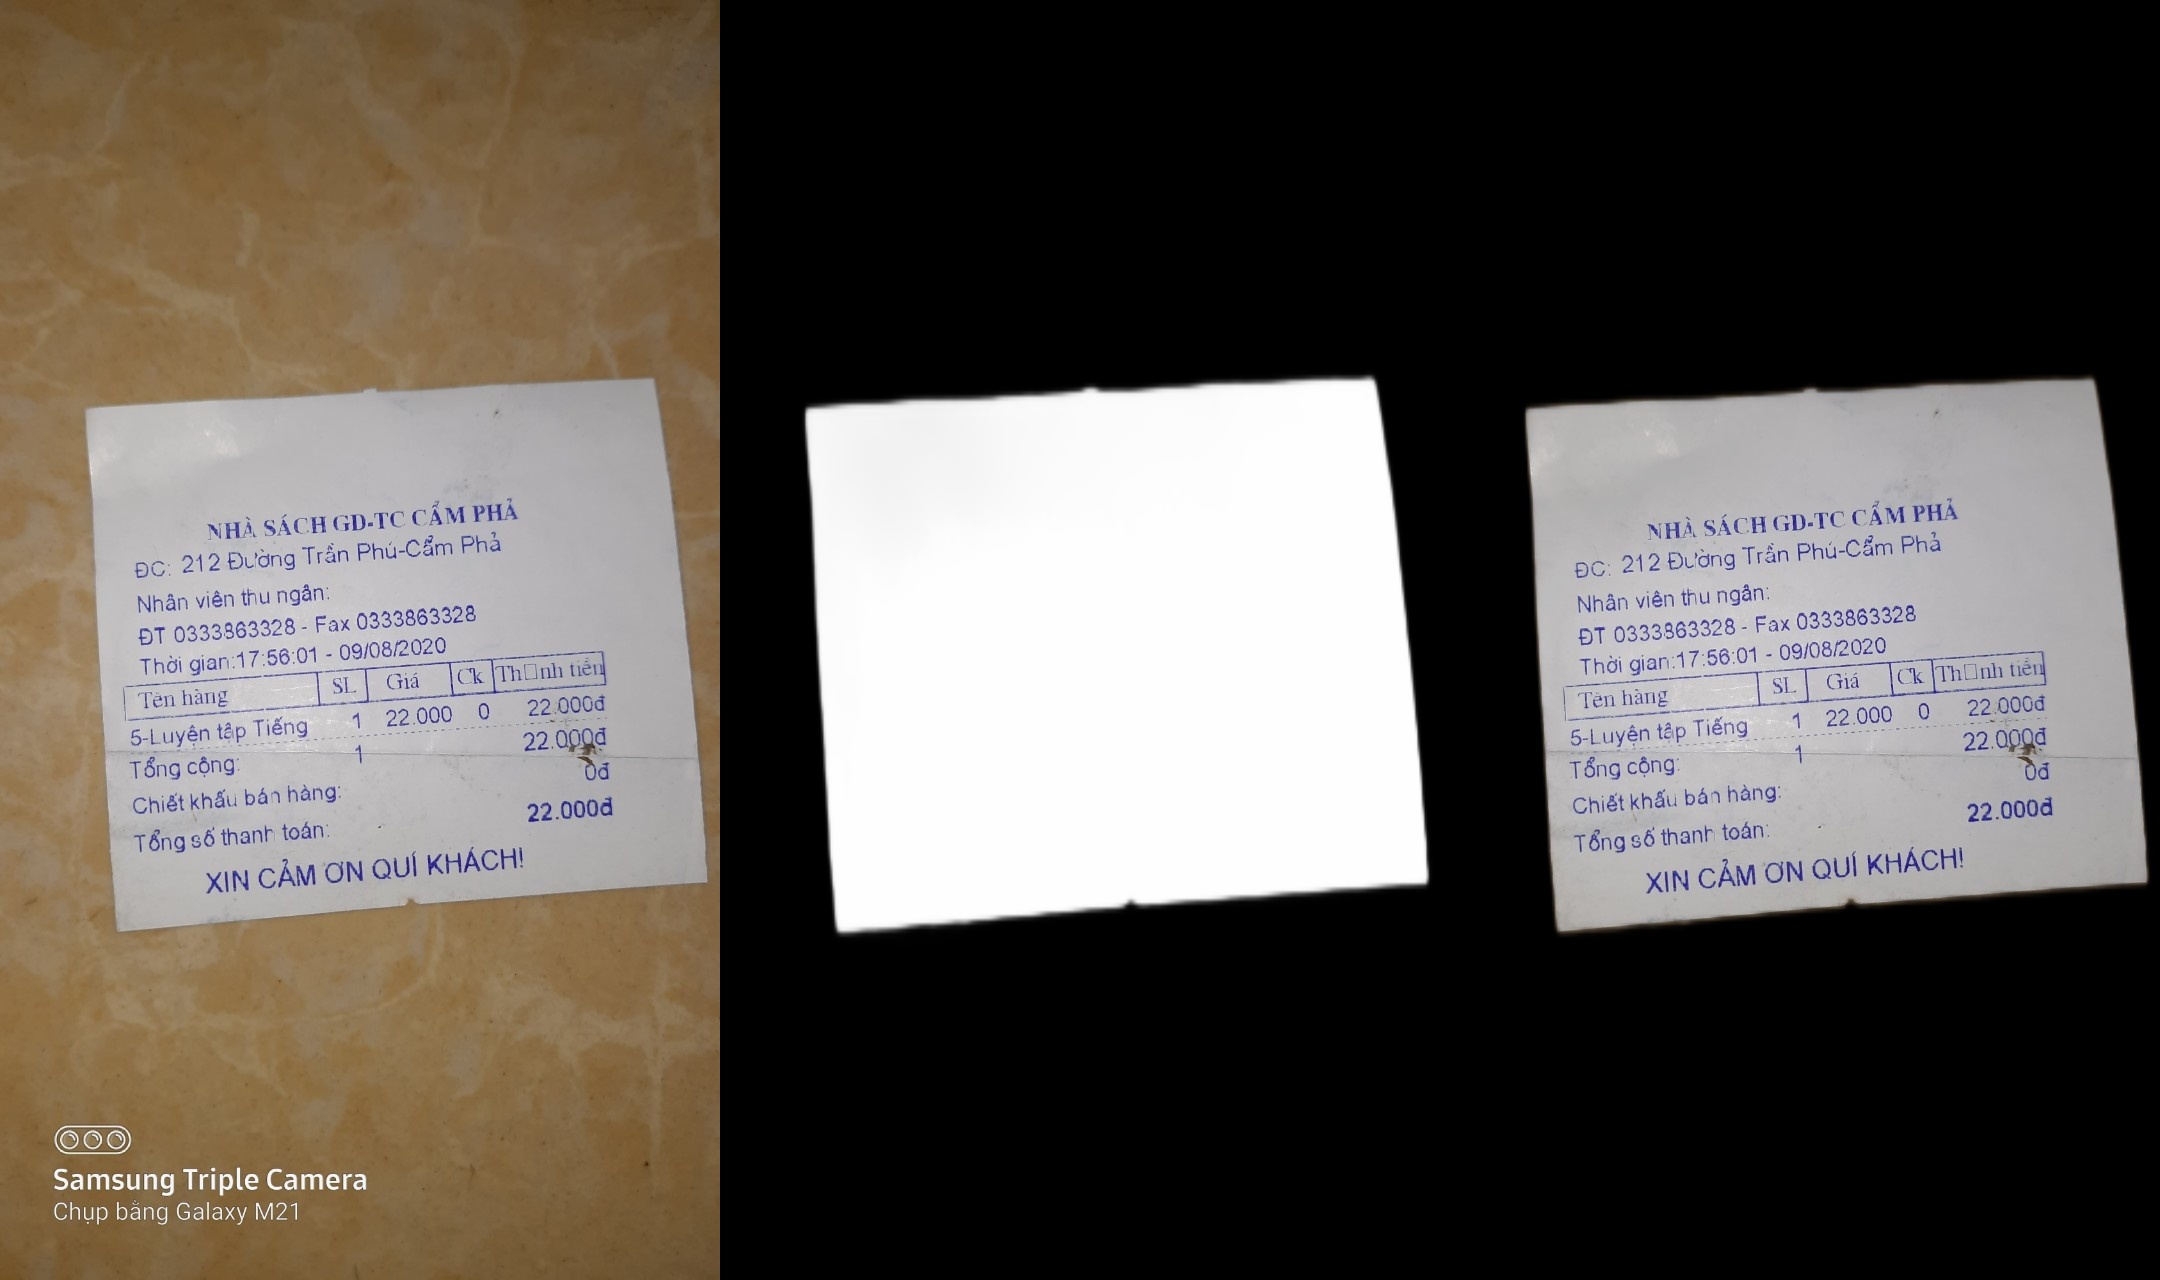 NHÀ SÁCH GD-TC CẨM PHẢ
ĐC: 212 Đường Trần Phú-Cẩm Phả
Nhân viên thu ngân:
ĐT 0333863328 - Fax 0333863328
Thời gian:17:56:01 - 09/08/2020
Tên hàng SL Giá Ck Th□nh tiền
5-Luyện tập Tiếng 1 22.000 0 22.000đ
Tổng cộng: 1 22.000đ
Chiết khấu bán hàng: 0đ
Tổng số thanh toán: 22.000đ
XIN CẢM ƠN QUÍ KHÁCH!
Samsung Triple Camera
Chụp bằng Galaxy M21
NHÀ SÁCH GD-TC CẨM PHẢ
ĐC: 212 Đường Trần Phú-Cẩm Phả
Nhân viên thu ngân:
ĐT 0333863328 - Fax 0333863328
Thời gian:17:56:01 - 09/08/2020
Tên hàng SL Giá Ck Th□nh tiền
5-Luyện tập Tiếng 1 22.000 0 22.000đ
Tổng cộng: 1 22.000đ
Chiết khấu bán hàng: 0đ
Tổng số thanh toán: 22.000đ
XIN CẢM ƠN QUÍ KHÁCH!